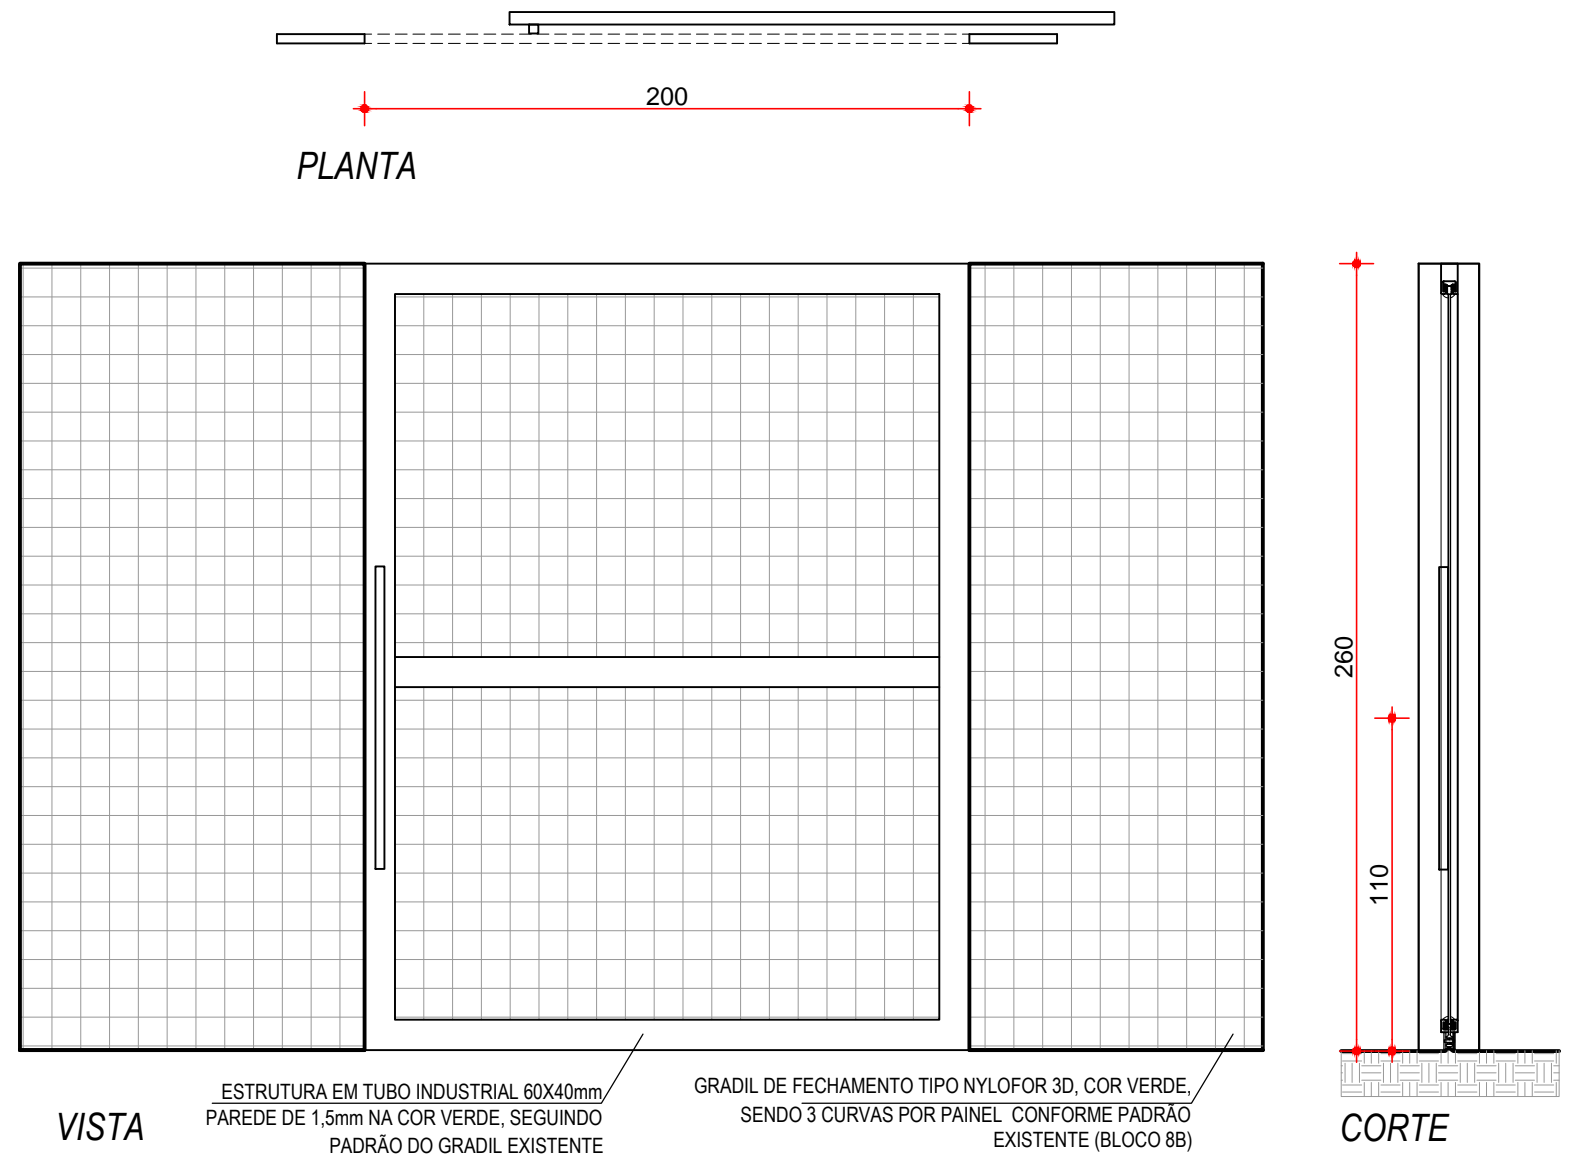 200
PLANTA
260
110
ESTRUTURA EM TUBO INDUSTRIAL 60X40mm
PAREDE DE 1,5mm NA COR VERDE, SEGUINDO
PADRÃO DO GRADIL EXISTENTE
GRADIL DE FECHAMENTO TIPO NYLOFOR 3D, COR VERDE,
SENDO 3 CURVAS POR PAINEL CONFORME PADRÃO
EXISTENTE (BLOCO 8B)
VISTA
CORTE